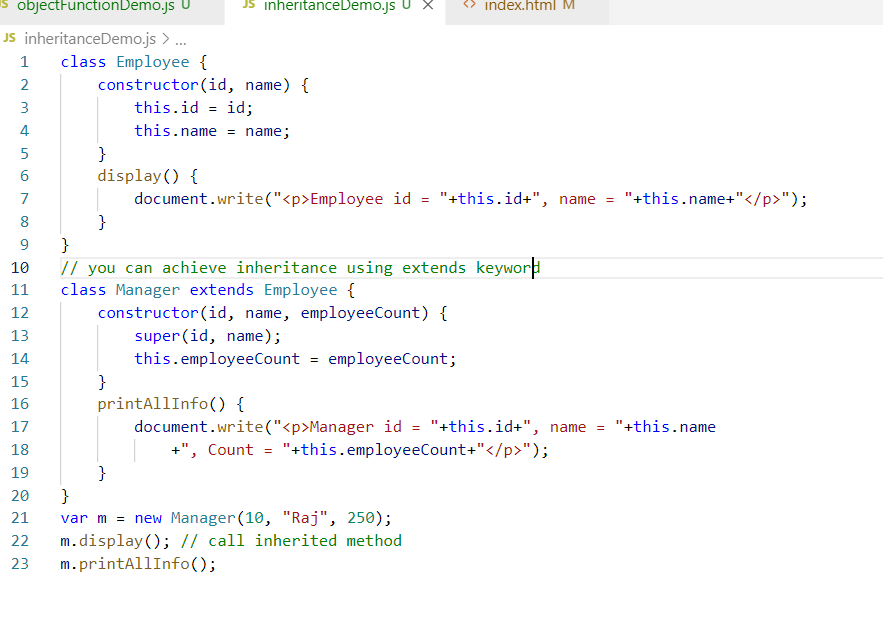 JS objectFunctionDemo.js U JS inheritanceDemo.js U × <> index.html M
JS inheritanceDemo.js > ...
1 class Employee {
2     constructor(id, name) {
3         this.id = id;
4         this.name = name;
5     }
6     display() {
7         document.write("<p>Employee id = "+this.id+", name = "+this.name+"</p>");
8     }
9 }
10 // you can achieve inheritance using extends keyword
11 class Manager extends Employee {
12     constructor(id, name, employeeCount) {
13         super(id, name);
14         this.employeeCount = employeeCount;
15     }
16     printAllInfo() {
17         document.write("<p>Manager id = "+this.id+", name = "+this.name
18             +", Count = "+this.employeeCount+"</p>");
19     }
20 }
21 var m = new Manager(10, "Raj", 250);
22 m.display(); // call inherited method
23 m.printAllInfo();